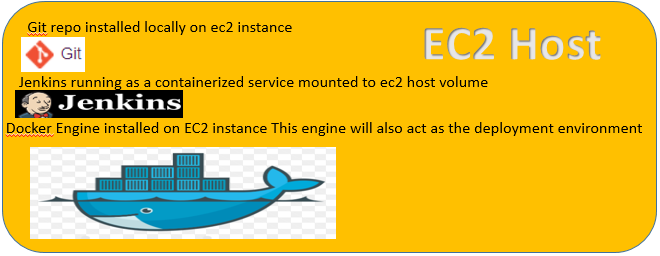 Git repo installed locally on ec2 instance
EC2 Host
Git
Jenkins running as a containerized service mounted to ec2 host volume
Jenkins
Docker Engine installed on EC2 instance This engine will also act as the deployment environment